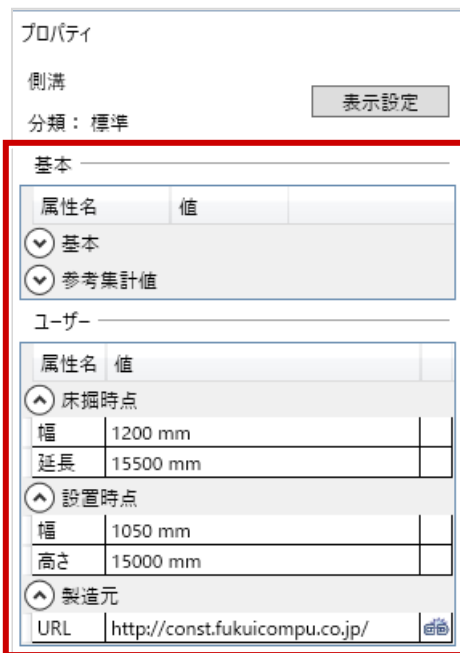 プロパティ
側溝
表示設定
分類： 標準
基本
属性名 値
基本
参考集計値
ユーザー
属性名 値
床掘時点
幅 1200 mm
延長 15500 mm
設置時点
幅 1050 mm
高さ 15000 mm
製造元
URL http://const.fukuicompu.co.jp/